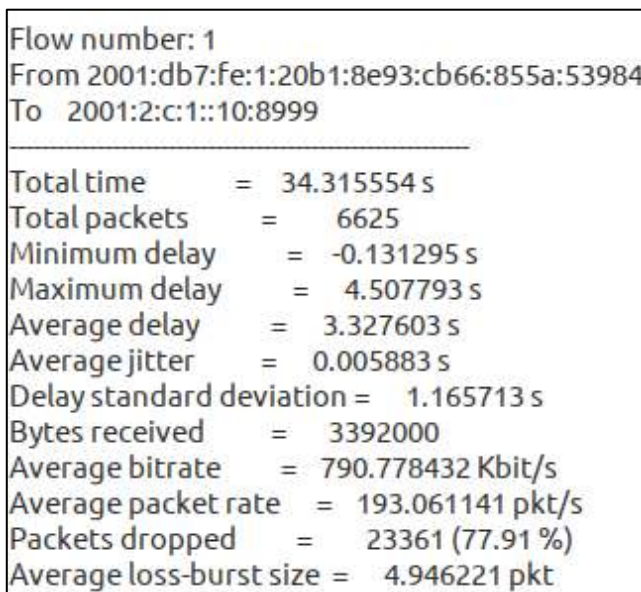 Flow number: 1
From 2001:db7:fe:1:20b1:8e93:cb66:855a:53984
To 2001:2:c:1::10:8999
----------------------------------------------------------
Total time = 34.315554 s
Total packets = 6625
Minimum delay = -0.131295 s
Maximum delay = 4.507793 s
Average delay = 3.327603 s
Average jitter = 0.005883 s
Delay standard deviation = 1.165713 s
Bytes received = 3392000
Average bitrate = 790.778432 Kbit/s
Average packet rate = 193.061141 pkt/s
Packets dropped = 23361 (77.91 %)
Average loss-burst size = 4.946221 pkt